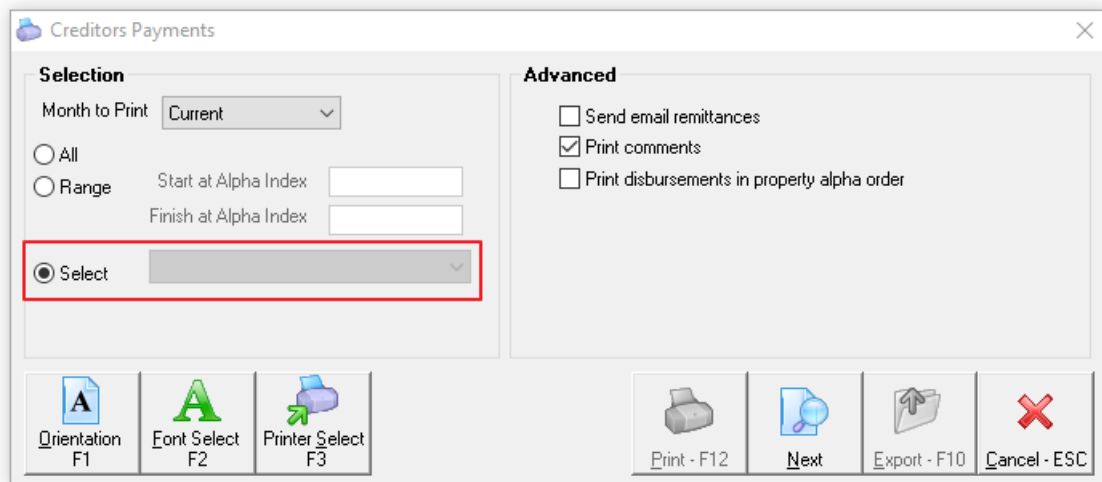 Creditors Payments
Selection
Month to Print Current
All
Range Start at Alpha Index
Finish at Alpha Index
Select
Advanced
Send email remittances
Print comments
Print disbursements in property alpha order
A
Orientation
F1
A
Font Select
F2
Printer Select
F3
Print - F12
Next
Export - F10
Cancel - ESC